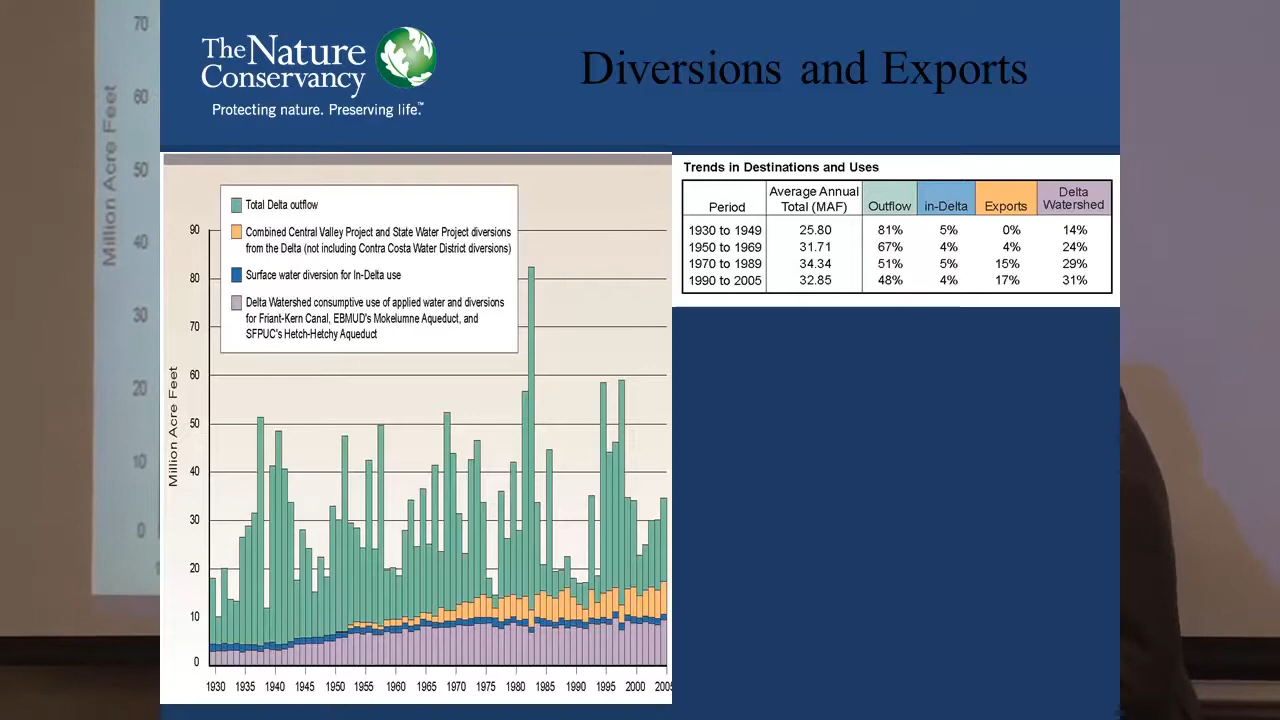 70
60
50
40
30
20
10
0
Million Acre Feet
The Nature
Conservancy
Protecting nature. Preserving life.™
Diversions and Exports
Total Delta outflow
Combined Central Valley Project and State Water Project diversions
from the Delta (not including Contra Costa Water District diversions)
Surface water diversion for In-Delta use
Delta Watershed consumptive use of applied water and diversions
for Friant-Kern Canal, EBMUD's Mokelumne Aqueduct, and
SFPUC's Hetch-Hetchy Aqueduct
Million Acre Feet
90
80
70
60
50
40
30
20
10
0
1930 1935 1940 1945 1950 1955 1960 1965 1970 1975 1980 1985 1990 1995 2000 2005
Trends in Destinations and Uses
Period Average Annual Total (MAF) Outflow in-Delta Exports Delta Watershed
1930 to 1949 25.80 81% 5% 0% 14%
1950 to 1969 31.71 67% 4% 4% 24%
1970 to 1989 34.34 51% 5% 15% 29%
1990 to 2005 32.85 48% 4% 17% 31%